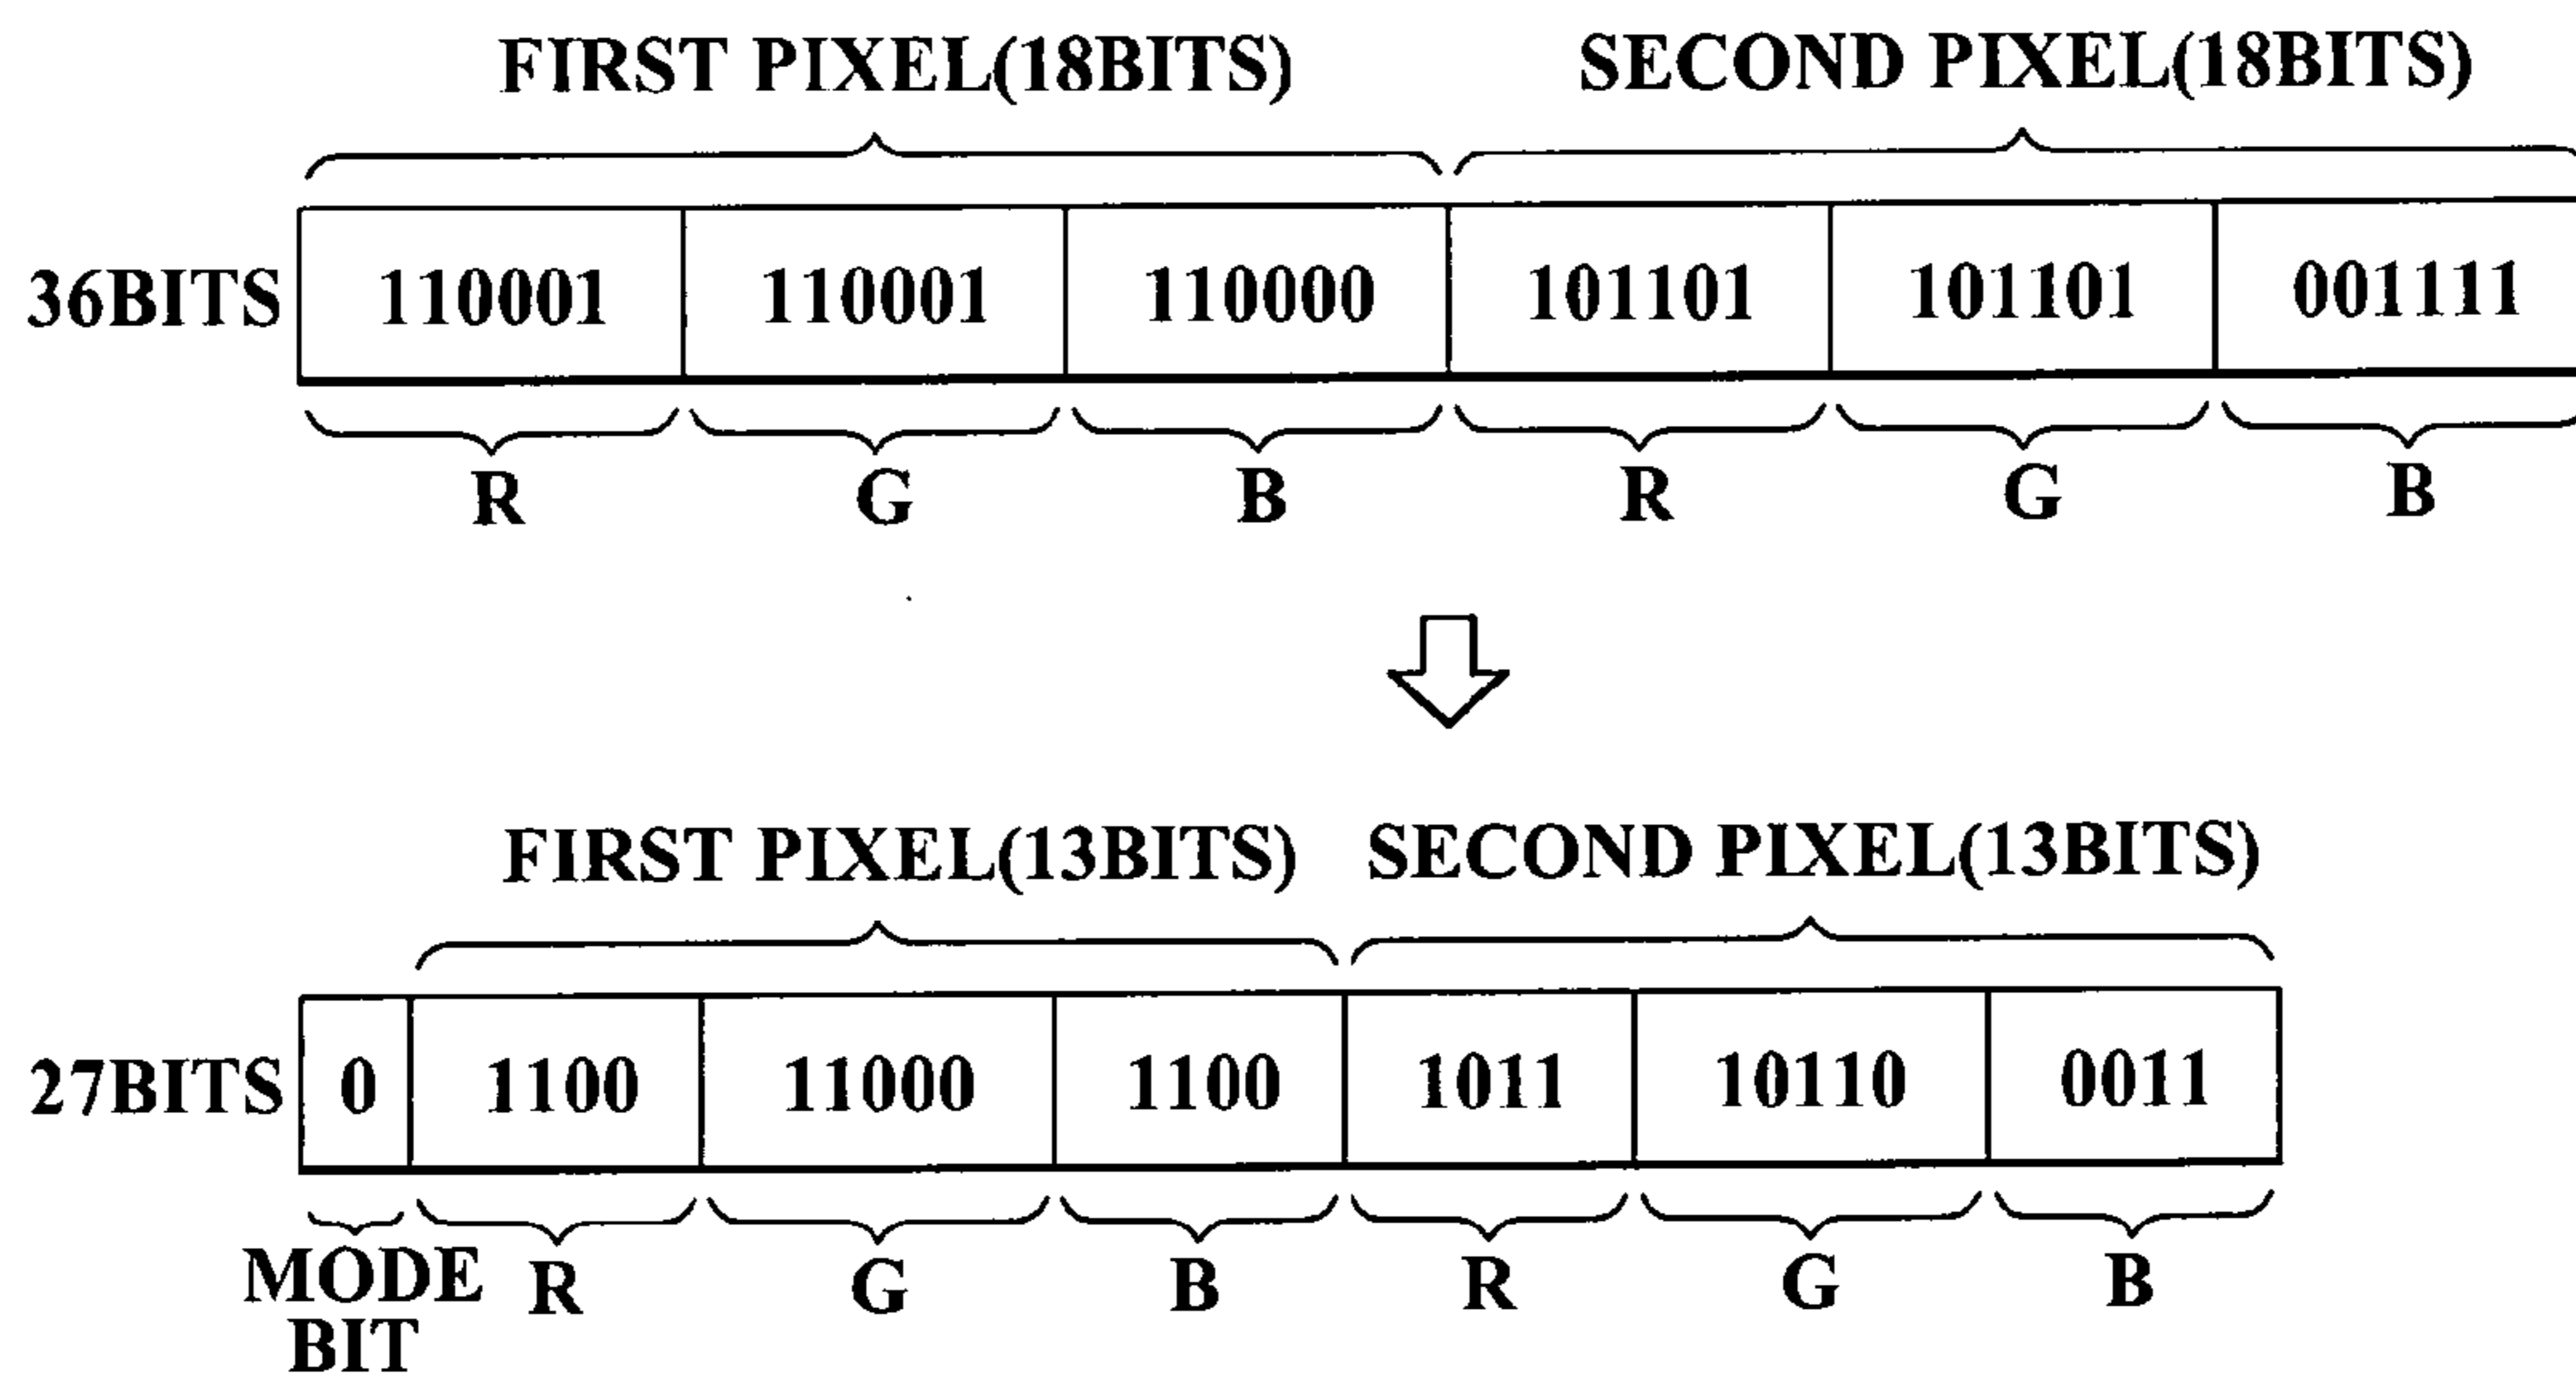 FIRST PIXEL(18BITS) SECOND PIXEL(18BITS)
36BITS 110001 110001 110000 101101 101101 001111
R G B R G B
FIRST PIXEL(13BITS) SECOND PIXEL(13BITS)
27BITS 0 1100 11000 1100 1011 10110 0011
MODE R G B R G B
BIT